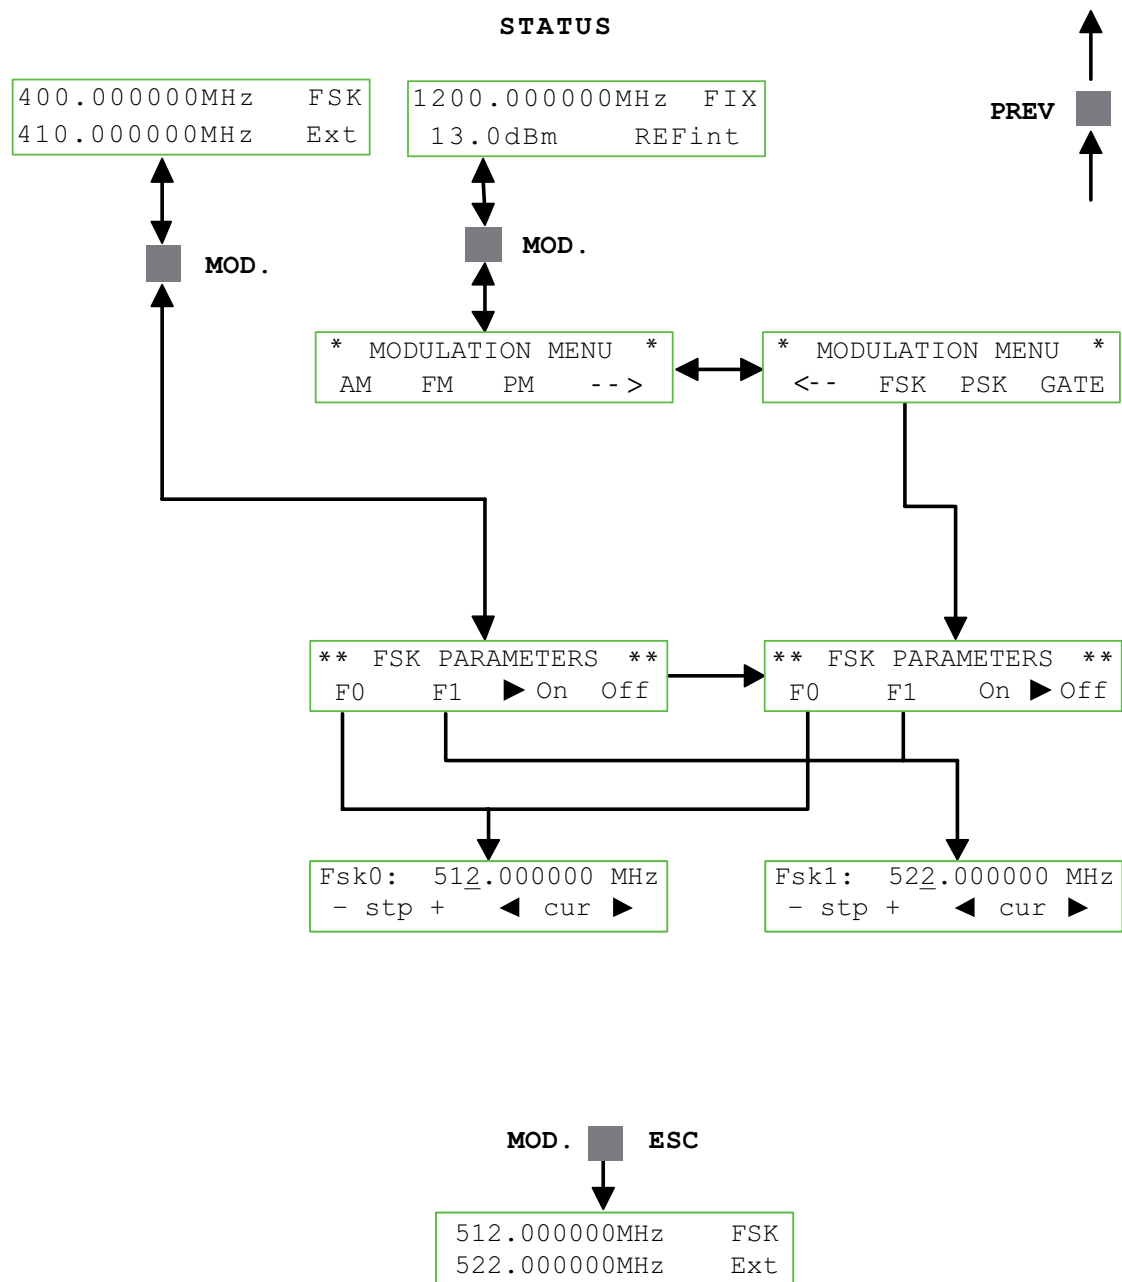 STATUS
400.000000MHz FSK
410.000000MHz Ext
1200.000000MHz FIX
13.0dBm REFint
PREV
MOD.
MOD.
* MODULATION MENU *
AM FM PM -->
* MODULATION MENU *
<-- FSK PSK GATE
** FSK PARAMETERS **
F0 F1 ▶ On Off
** FSK PARAMETERS **
F0 F1 On ▶ Off
Fsk0: 512.000000 MHz
- stp + ◀ cur ▶
Fsk1: 522.000000 MHz
- stp + ◀ cur ▶
MOD. ESC
512.000000MHz FSK
522.000000MHz Ext